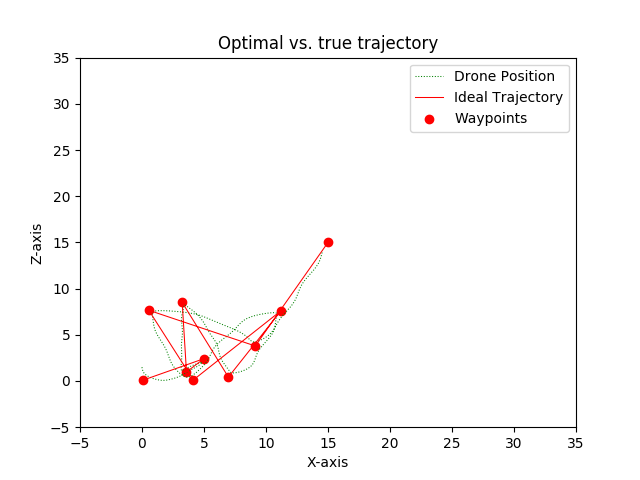 Optimal vs. true trajectory
Drone Position
Ideal Trajectory
Waypoints
35
30
25
20
15
10
5
0
−5
Z-axis
−5 0 5 10 15 20 25 30 35
X-axis